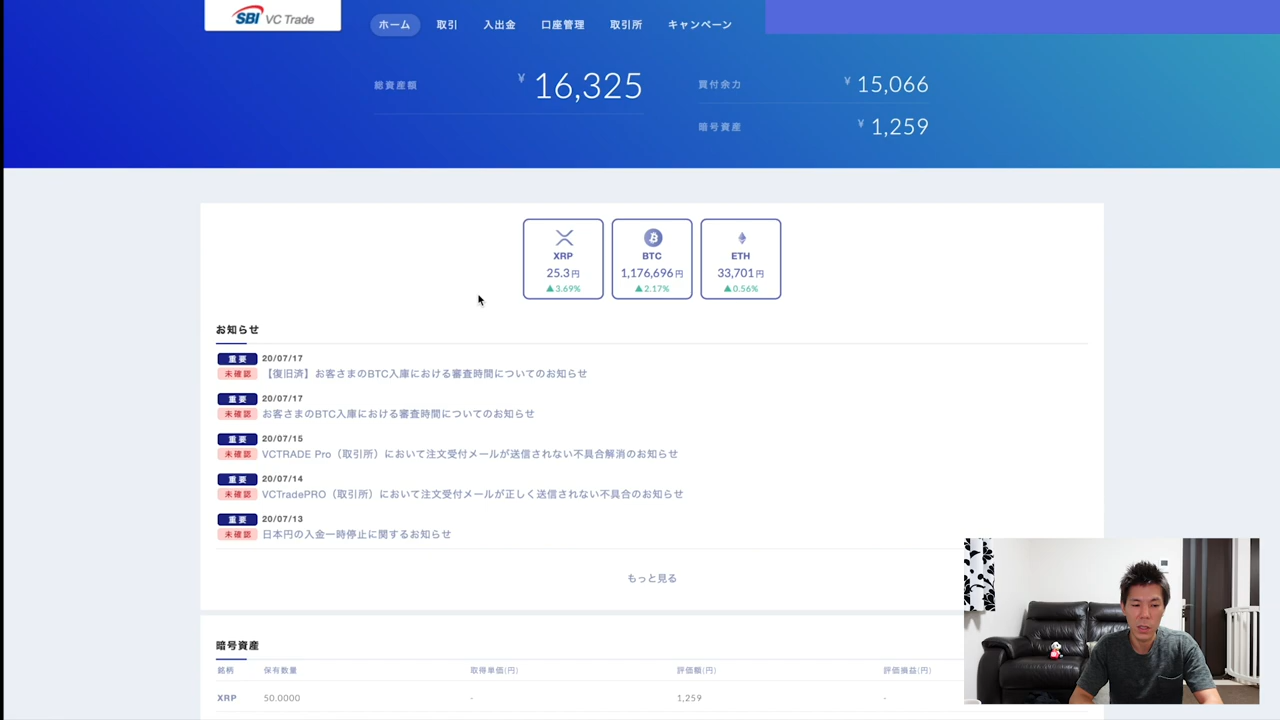 SBI VC Trade
ホーム 取引 入出金 口座管理 取引所 キャンペーン
総資産額 ¥ 16,325
買付余力 ¥ 15,066
暗号資産 ¥ 1,259
XRP
25.3 円
▲3.69%
BTC
1,176,696 円
▲2.17%
ETH
33,701 円
▲0.56%
お知らせ
重要 20/07/17
未確認 【復旧済】お客さまのBTC入庫における審査時間についてのお知らせ
重要 20/07/17
未確認 お客さまのBTC入庫における審査時間についてのお知らせ
重要 20/07/15
未確認 VCTRADE Pro（取引所）において注文受付メールが送信されない不具合解消のお知らせ
重要 20/07/14
未確認 VCTradePRO（取引所）において注文受付メールが正しく送信されない不具合のお知らせ
重要 20/07/13
未確認 日本円の入金一時停止に関するお知らせ
もっと見る
暗号資産
銘柄 保有数量 取得単価(円) 評価額(円) 評価損益(円)
XRP 50.0000 - 1,259 -